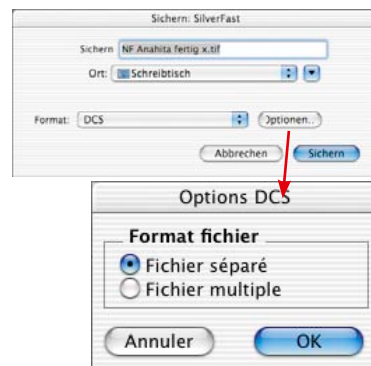 Sichern: SilverFast
Sichern NF Anahita fertig x.tif
Ort: Schreibtisch
Format: DCS Optionen..
Abbrechen Sichern
Options DCS
Format fichier
Fichier séparé
Fichier multiple
Annuler OK